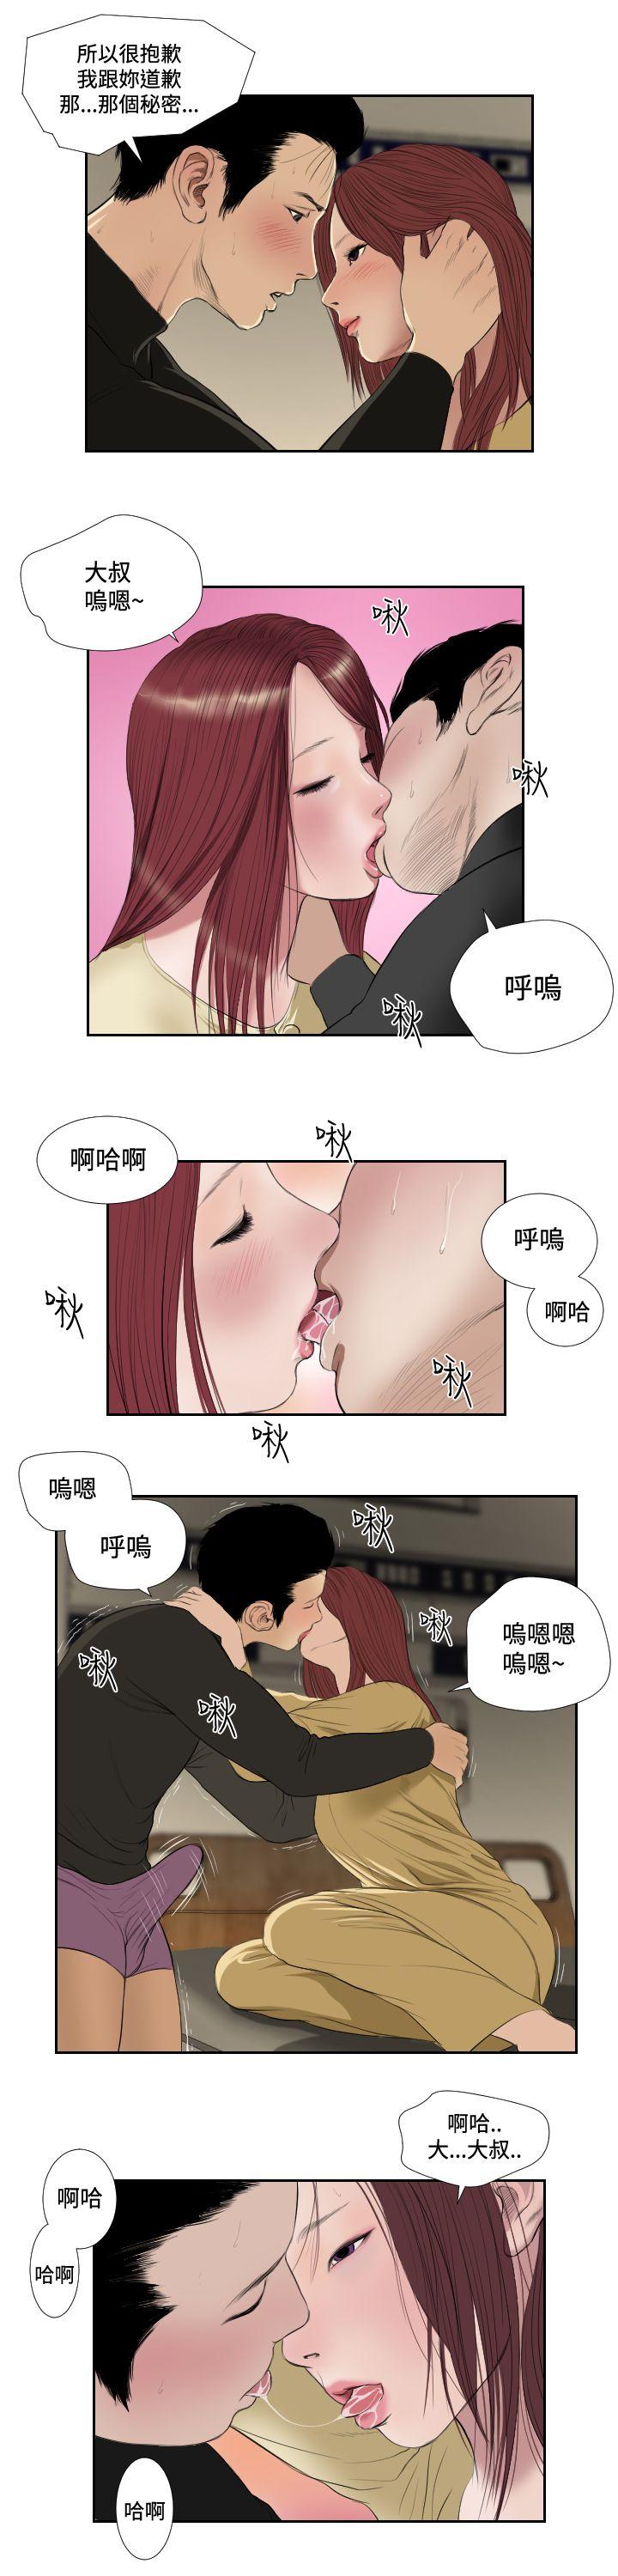 所以很抱歉
我跟妳道歉
那...那個秘密...
大叔
嗚嗯~
啾
啾
呼嗚
啾
啾
啊哈啊
呼嗚
啊哈
啾
啾
啾
嗚嗯
呼嗚
啾
啾
嗚嗯嗯
嗚嗯~
啾
啾
啊哈..
大...大叔..
啊哈
哈啊
哈啊